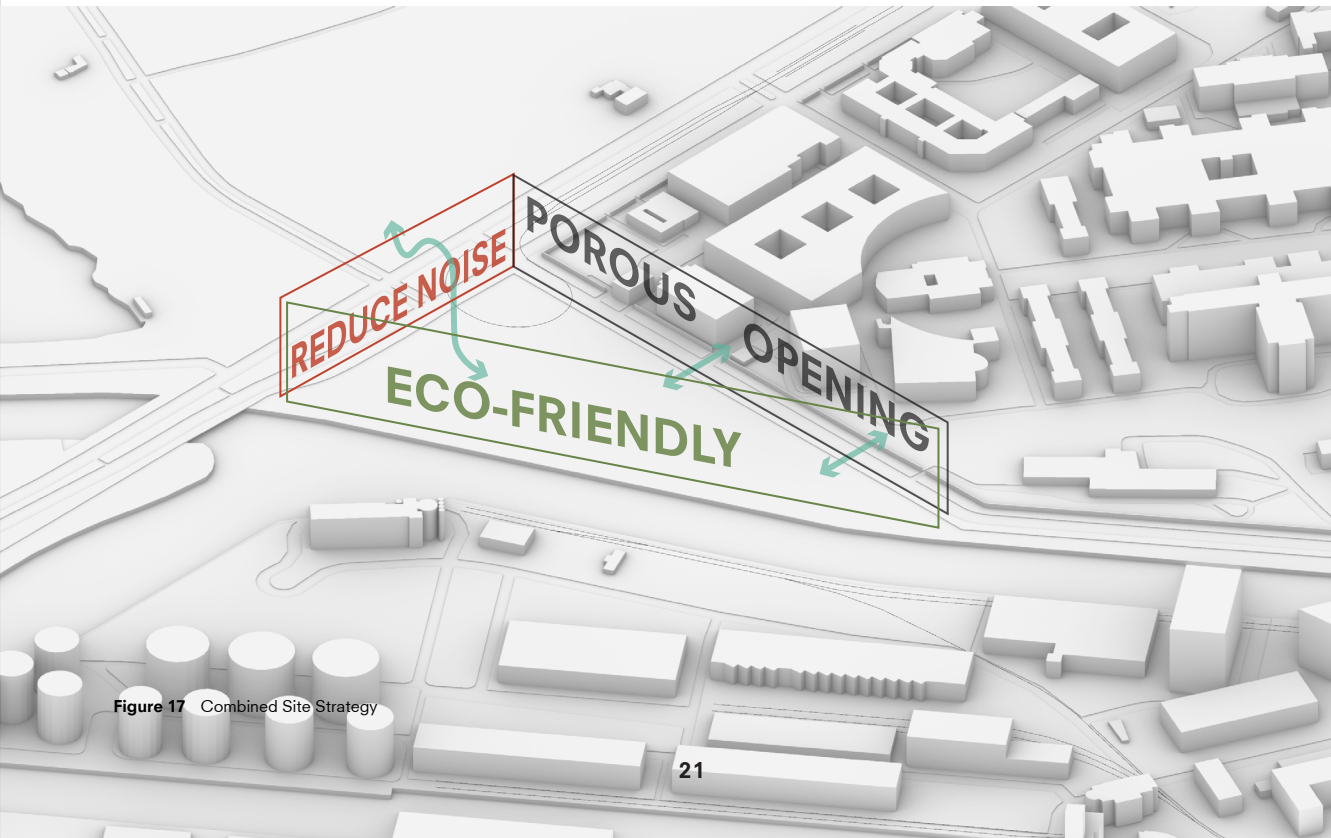 POROUS
OPENING
REDUCE NOISE
ECO-FRIENDLY
Figure 17 Combined Site Strategy
21